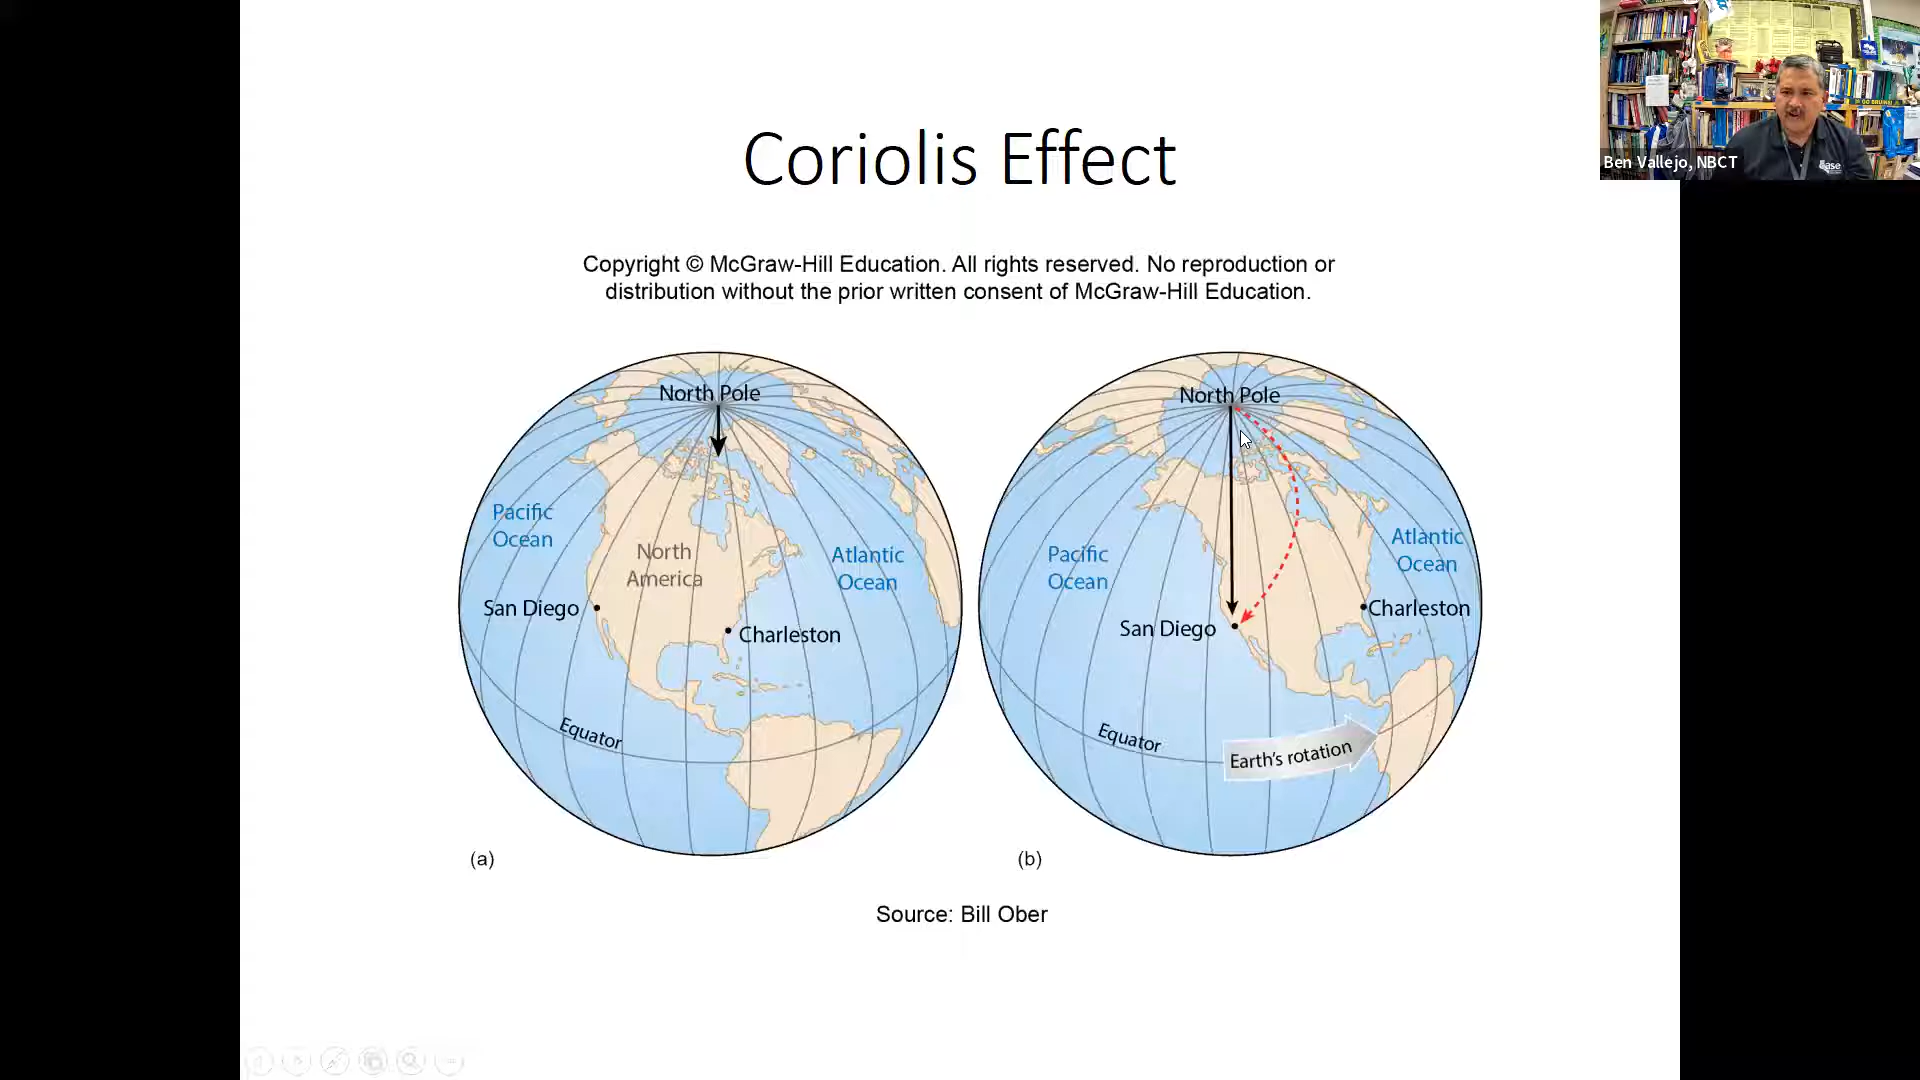 Coriolis Effect
Copyright © McGraw-Hill Education. All rights reserved. No reproduction or
distribution without the prior written consent of McGraw-Hill Education.
North Pole
Pacific
Ocean
North
America
Atlantic
Ocean
San Diego
Charleston
Equator
(a)
North Pole
Pacific
Ocean
Atlantic
Ocean
San Diego
Charleston
Equator
Earth's rotation
(b)
Source: Bill Ober
Ben Vallejo, NBCT
GO BRUINS